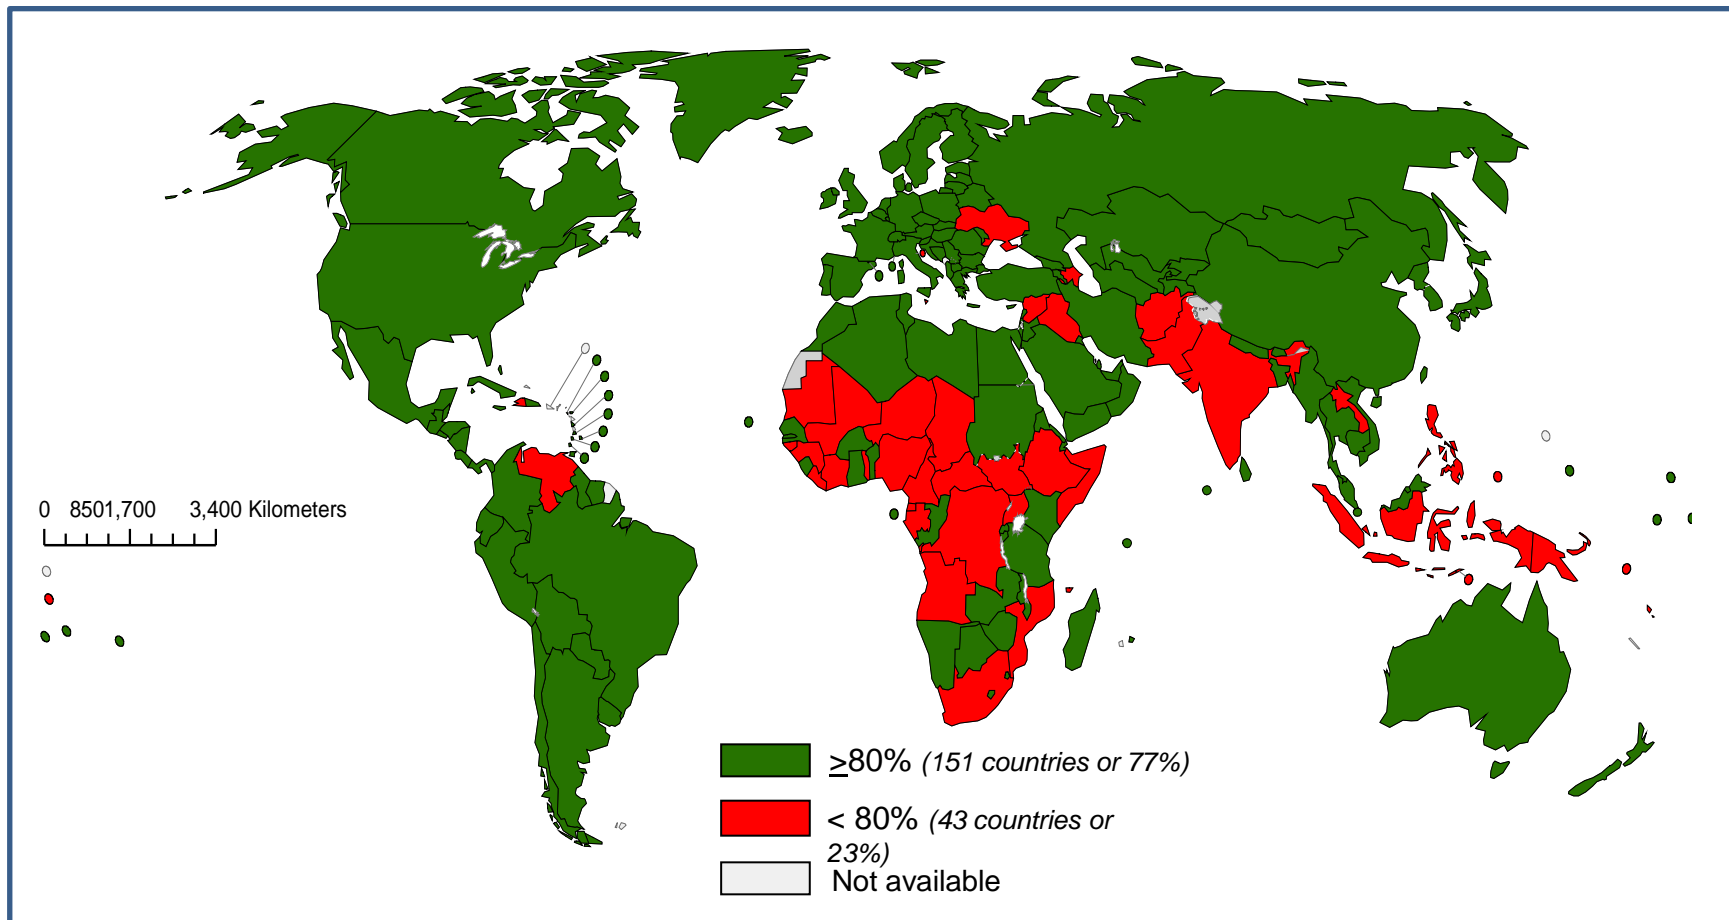 0 8501,700 3,400 Kilometers
≥80% (151 countries or 77%)
< 80% (43 countries or
23%)
Not available